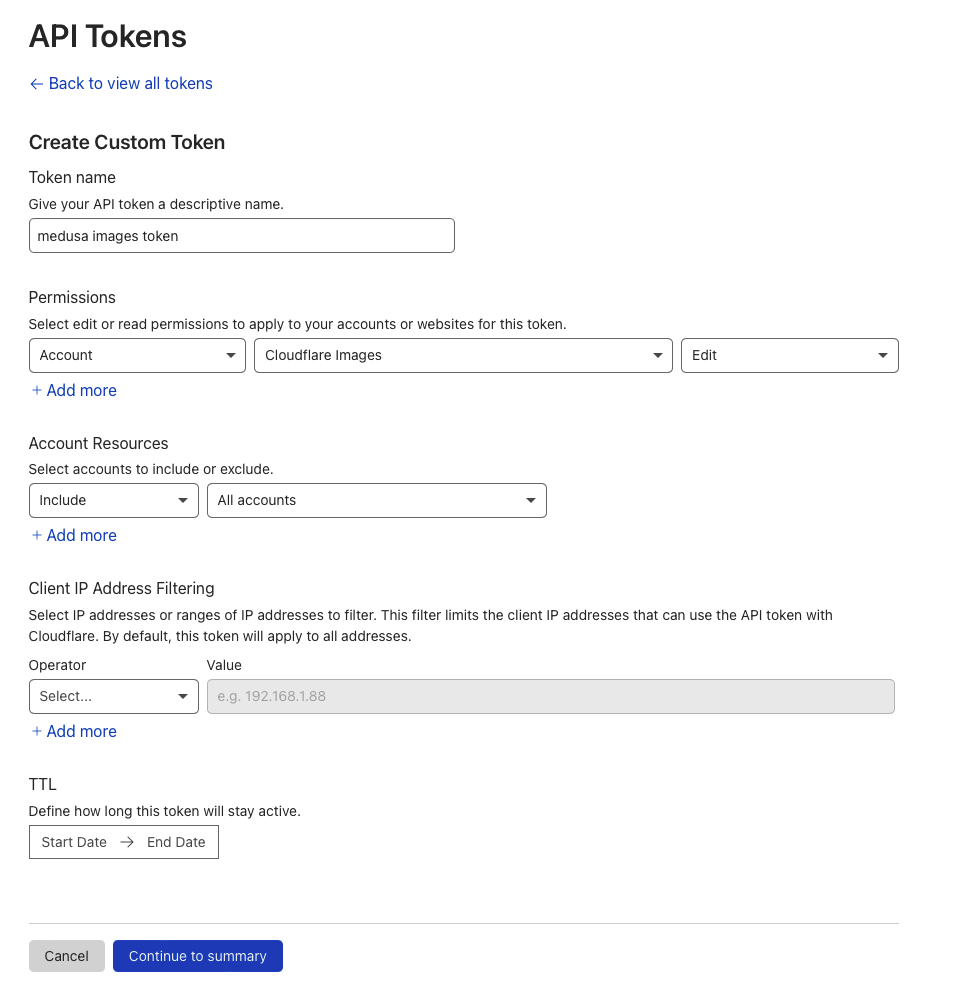 API Tokens
← Back to view all tokens
Create Custom Token
Token name
Give your API token a descriptive name.
medusa images token
Permissions
Select edit or read permissions to apply to your accounts or websites for this token.
Account Cloudflare Images Edit
+ Add more
Account Resources
Select accounts to include or exclude.
Include All accounts
+ Add more
Client IP Address Filtering
Select IP addresses or ranges of IP addresses to filter. This filter limits the client IP addresses that can use the API token with
Cloudflare. By default, this token will apply to all addresses.
Operator Value
Select... e.g. 192.168.1.88
+ Add more
TTL
Define how long this token will stay active.
Start Date → End Date
Cancel Continue to summary